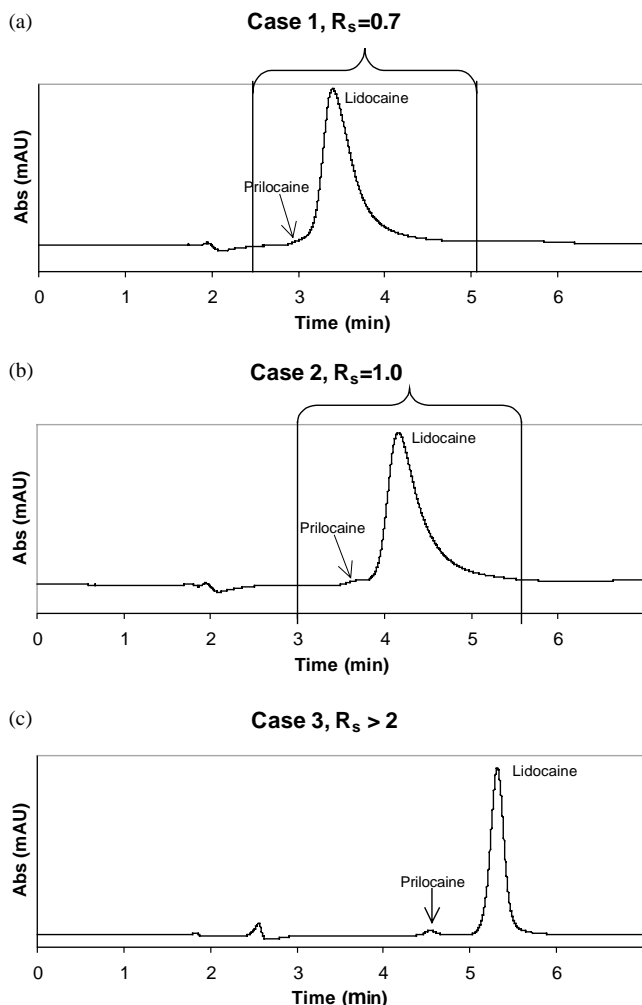 (a)
Case 1, Rs=0.7
Lidocaine
Prilocaine
Abs (mAU)
0 1 2 3 4 5 6
Time (min)
(b)
Case 2, Rs=1.0
Lidocaine
Prilocaine
Abs (mAU)
0 1 2 3 4 5 6
Time (min)
(c)
Case 3, Rs > 2
Lidocaine
Prilocaine
Abs (mAU)
0 1 2 3 4 5 6
Time (min)